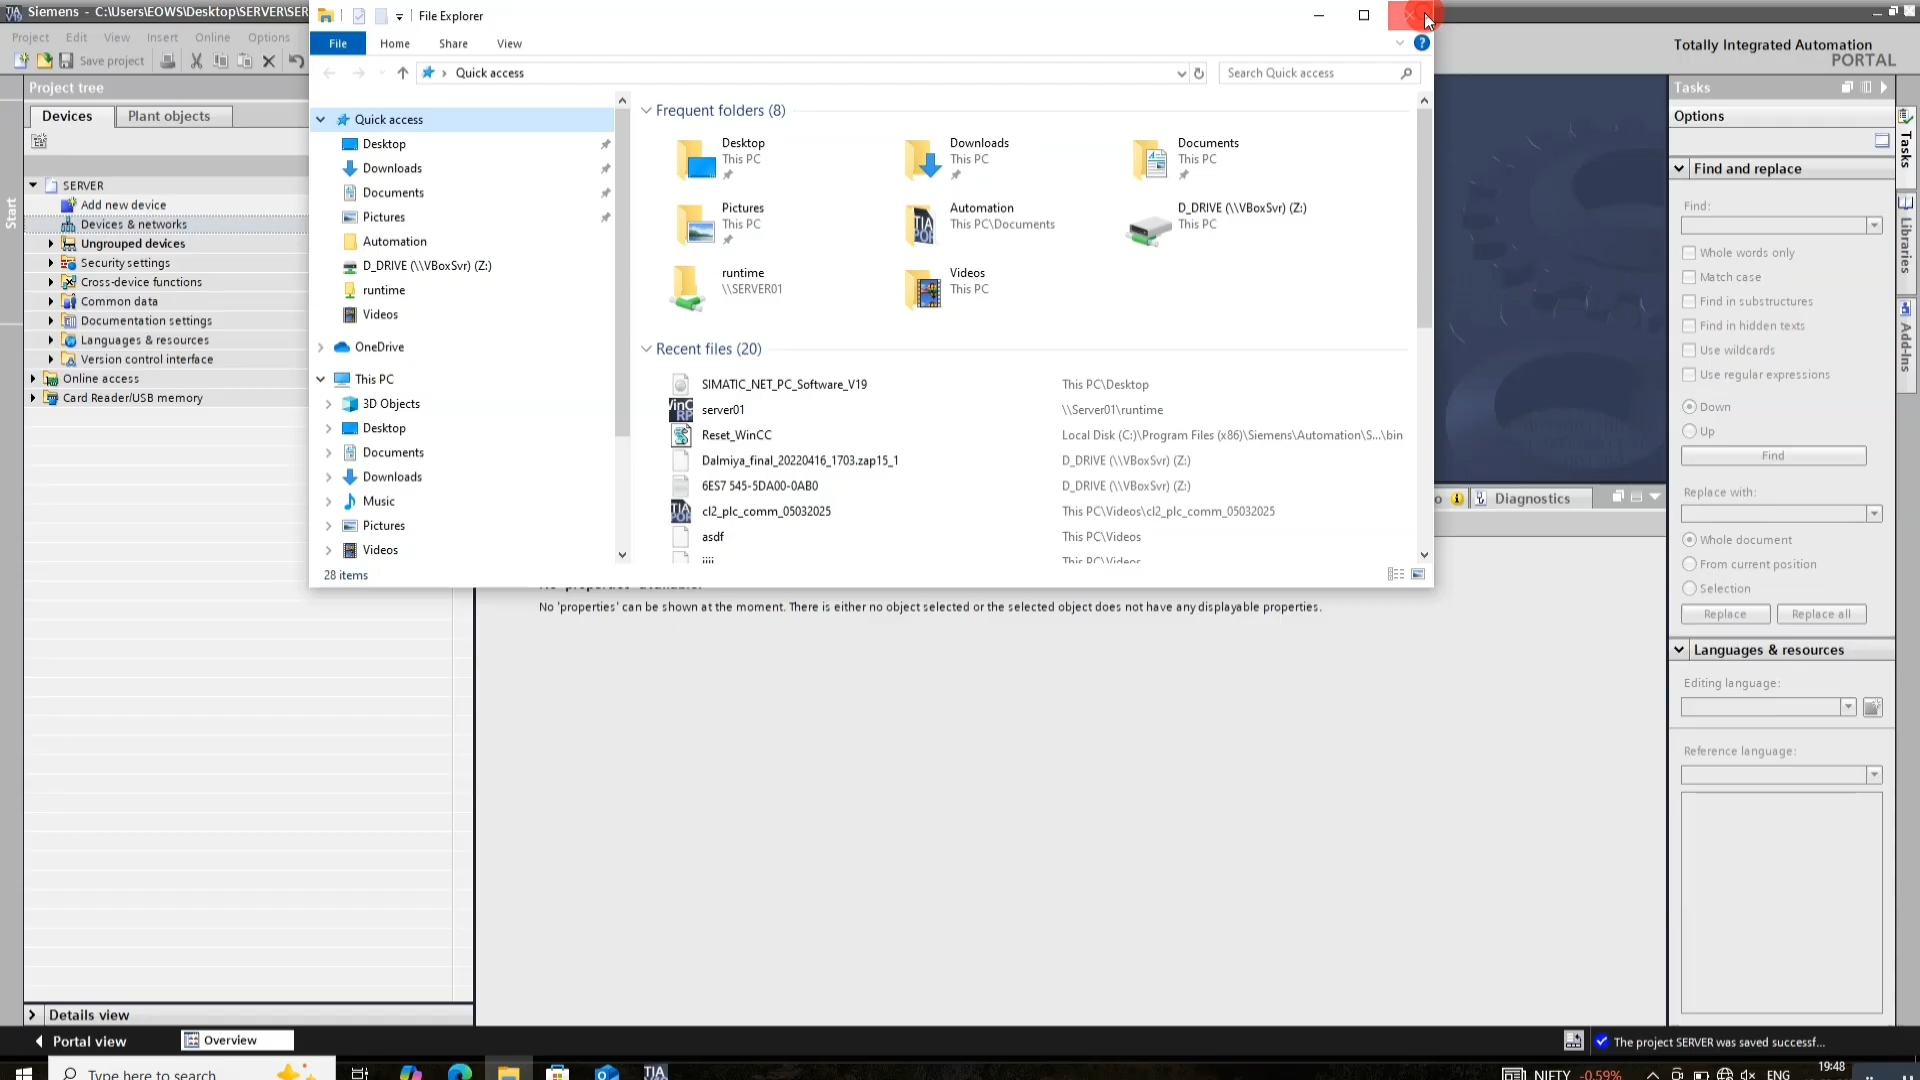 Siemens - C:\Users\EOWS\Desktop\SERVER\SER
File Explorer
Project Edit View Insert Online Options
File Home Share View
Totally Integrated Automation
PORTAL
Save project
Quick access
Search Quick access
Project tree
Tasks
Devices
Plant objects
Options
Start
SERVER
Add new device
Devices & networks
Ungrouped devices
Security settings
Cross-device functions
Common data
Documentation settings
Languages & resources
Version control interface
Online access
Card Reader/USB memory
Quick access
Desktop
Downloads
Documents
Pictures
Automation
D_DRIVE (\\VBoxSvr) (Z:)
runtime
Videos
OneDrive
This PC
3D Objects
Desktop
Documents
Downloads
Music
Pictures
Videos
28 items
Frequent folders (8)
Desktop
This PC
Downloads
This PC
Documents
This PC
Pictures
This PC
Automation
This PC\Documents
D_DRIVE (\\VBoxSvr) (Z:)
This PC
runtime
\\SERVER01
Videos
This PC
Recent files (20)
SIMATIC_NET_PC_Software_V19 This PC\Desktop
server01 \\Server01\runtime
Reset_WinCC Local Disk (C:)\Program Files (x86)\Siemens\Automation\S...\bin
Dalmiya_final_20220416_1703.zap15_1 D_DRIVE (\\VBoxSvr) (Z:)
6ES7 545-5DA00-0AB0 D_DRIVE (\\VBoxSvr) (Z:)
cl2_plc_comm_05032025 This PC\Videos\cl2_plc_comm_05032025
asdf This PC\Videos
This PC\Videos
Diagnostics
No 'properties' can be shown at the moment. There is either no object selected or the selected object does not have any displayable properties.
Find and replace
Find:
Whole words only
Match case
Find in substructures
Find in hidden texts
Use wildcards
Use regular expressions
Down
Up
Find
Replace with:
Whole document
From current position
Selection
Replace Replace all
Languages & resources
Editing language:
Reference language:
Tasks
Libraries
Add-Ins
Details view
Portal view
Overview
The project SERVER was saved successf...
Type here to search
NIFTY -0.59%
ENG
19:48